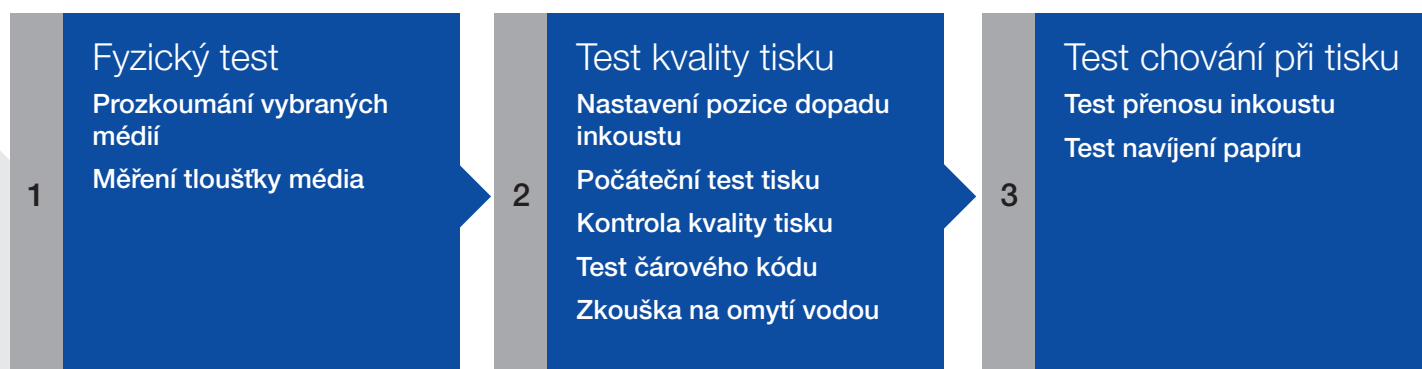 1
Fyzický test
Prozkoumání vybraných
médií
Měření tloušťky média
2
Test kvality tisku
Nastavení pozice dopadu
inkoustu
Počáteční test tisku
Kontrola kvality tisku
Test čárového kódu
Zkouška na omytí vodou
3
Test chování při tisku
Test přenosu inkoustu
Test navíjení papíru